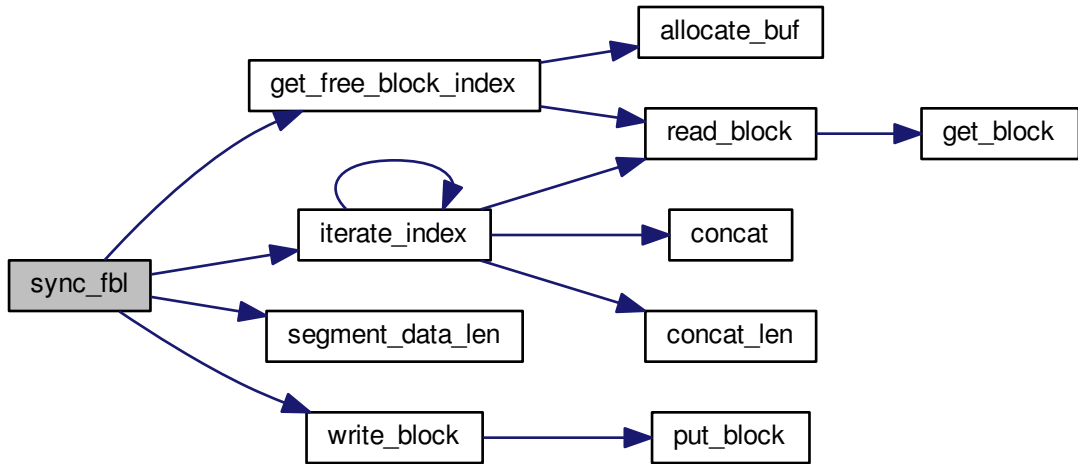 allocate_buf
get_free_block_index
read_block
get_block
iterate_index
concat
sync_fbl
segment_data_len
concat_len
write_block
put_block